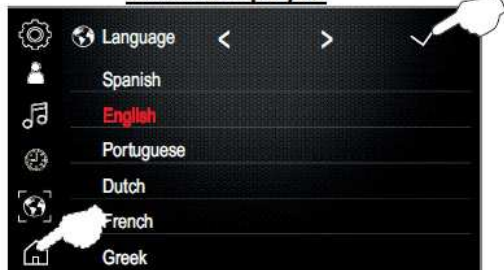 Language < >
Spanish
English
Portuguese
Dutch
French
Greek